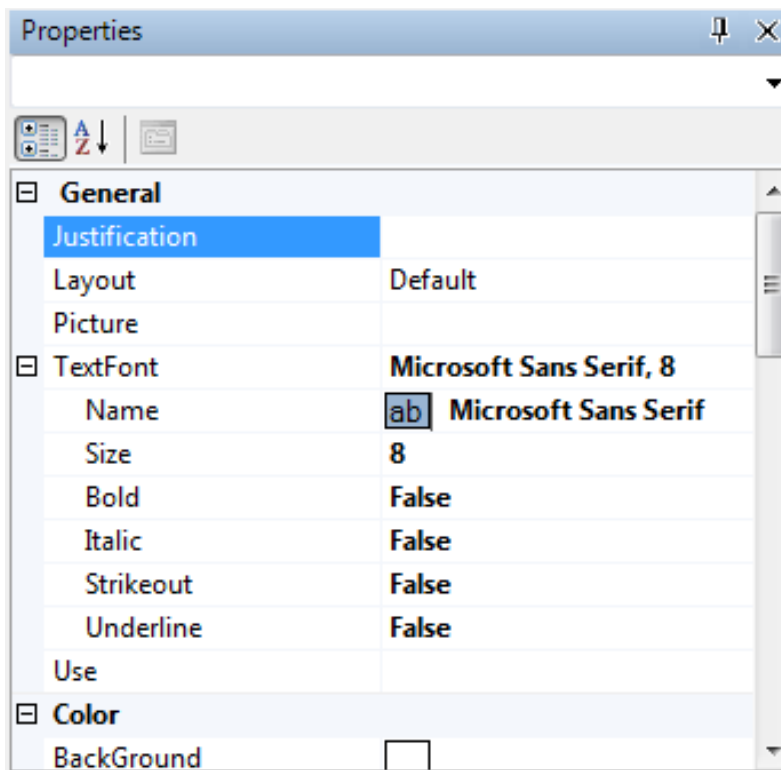 Properties
A
Z
General
Justification
Layout Default
Picture
TextFont Microsoft Sans Serif, 8
Name ab Microsoft Sans Serif
Size 8
Bold False
Italic False
Strikeout False
Underline False
Use
Color
BackGround